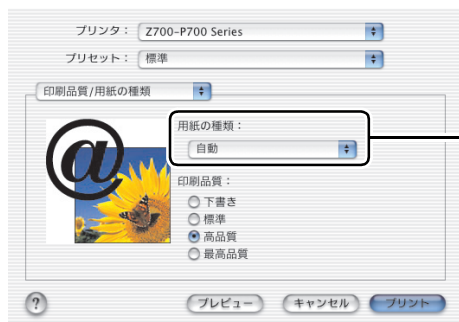 プリンタ： Z700-P700 Series
プリセット： 標準
印刷品質/用紙の種類
用紙の種類：
自動
印刷品質：
下書き
標準
高品質
最高品質
@
? プレビュー キャンセル プリント